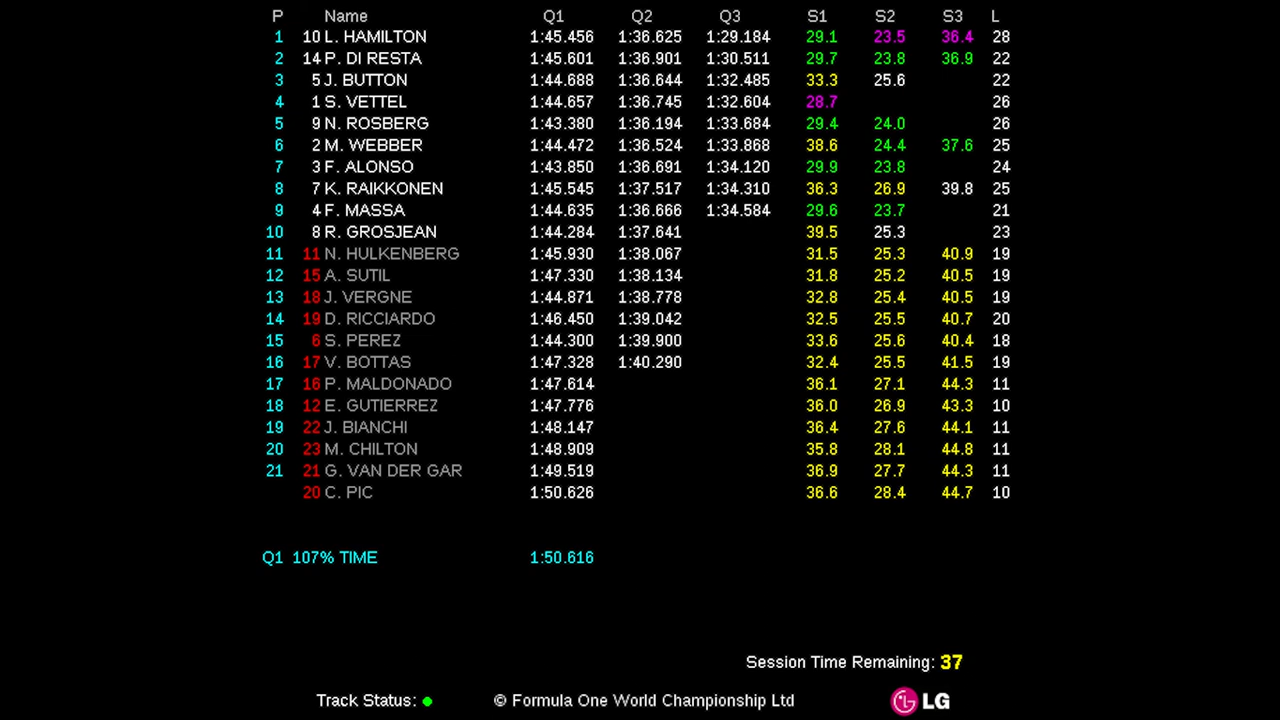 P Name Q1 Q2 Q3 S1 S2 S3 L
1 10 L. HAMILTON 1:45.456 1:36.625 1:29.184 29.1 23.5 36.4 28
2 14 P. DI RESTA 1:45.601 1:36.901 1:30.511 29.7 23.8 36.9 22
3 5 J. BUTTON 1:44.688 1:36.644 1:32.485 33.3 25.6 22
4 1 S. VETTEL 1:44.657 1:36.745 1:32.604 28.7 26
5 9 N. ROSBERG 1:43.380 1:36.194 1:33.684 29.4 24.0 26
6 2 M. WEBBER 1:44.472 1:36.524 1:33.868 38.6 24.4 37.6 25
7 3 F. ALONSO 1:43.850 1:36.691 1:34.120 29.9 23.8 24
8 7 K. RAIKKONEN 1:45.545 1:37.517 1:34.310 36.3 26.9 39.8 25
9 4 F. MASSA 1:44.635 1:36.666 1:34.584 29.6 23.7 21
10 8 R. GROSJEAN 1:44.284 1:37.641 39.5 25.3 23
11 11 N. HULKENBERG 1:45.930 1:38.067 31.5 25.3 40.9 19
12 15 A. SUTIL 1:47.330 1:38.134 31.8 25.2 40.5 19
13 18 J. VERGNE 1:44.871 1:38.778 32.8 25.4 40.5 19
14 19 D. RICCIARDO 1:46.450 1:39.042 32.5 25.5 40.7 20
15 6 S. PEREZ 1:44.300 1:39.900 33.6 25.6 40.4 18
16 17 V. BOTTAS 1:47.328 1:40.290 32.4 25.5 41.5 19
17 16 P. MALDONADO 1:47.614 36.1 27.1 44.3 11
18 12 E. GUTIERREZ 1:47.776 36.0 26.9 43.3 10
19 22 J. BIANCHI 1:48.147 36.4 27.6 44.1 11
20 23 M. CHILTON 1:48.909 35.8 28.1 44.8 11
21 21 G. VAN DER GAR 1:49.519 36.9 27.7 44.3 11
20 C. PIC 1:50.626 36.6 28.4 44.7 10
Q1 107% TIME 1:50.616
Session Time Remaining: 37
Track Status: © Formula One World Championship Ltd LG